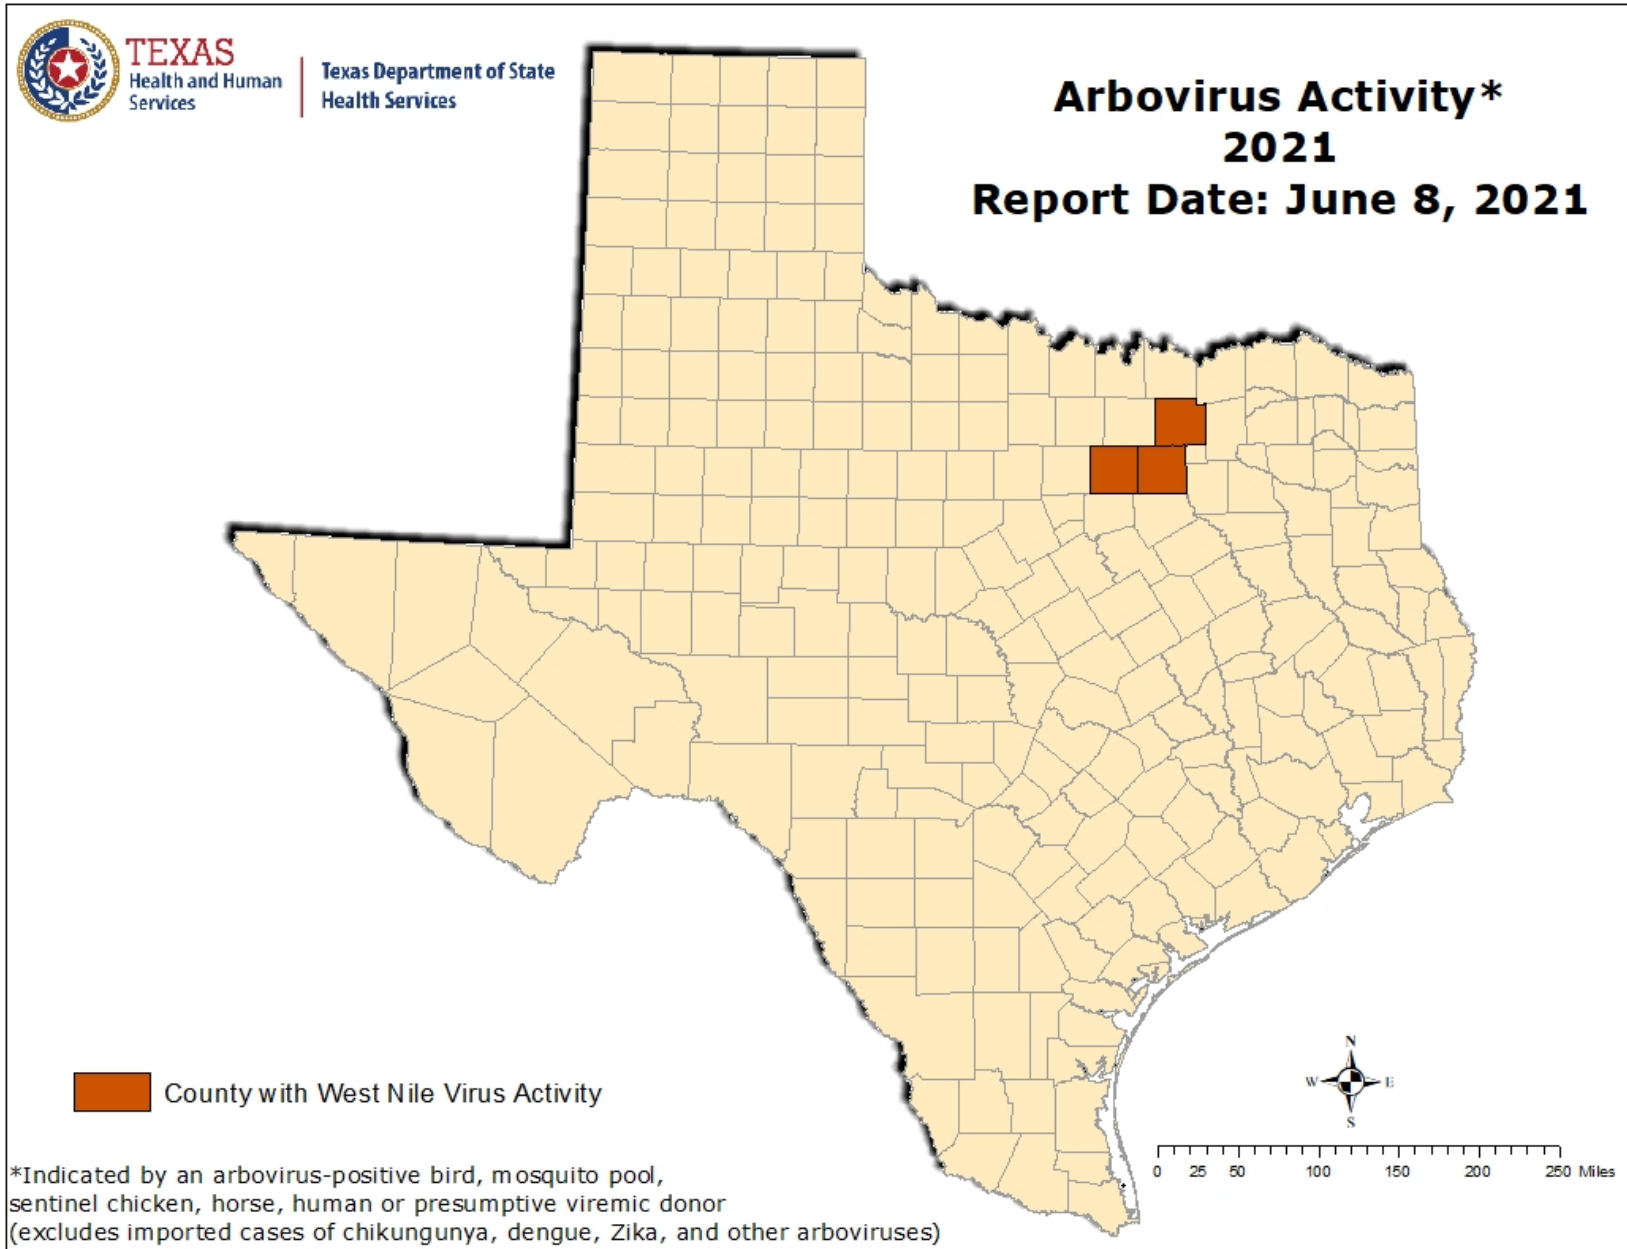 TEXAS
Health and Human
Services
Texas Department of State
Health Services
Arbovirus Activity*
2021
Report Date: June 8, 2021
County with West Nile Virus Activity
N
W
E
S
0 25 50 100 150 200 250 Miles
*Indicated by an arbovirus-positive bird, mosquito pool,
sentinel chicken, horse, human or presumptive viremic donor
(excludes imported cases of chikungunya, dengue, Zika, and other arboviruses)